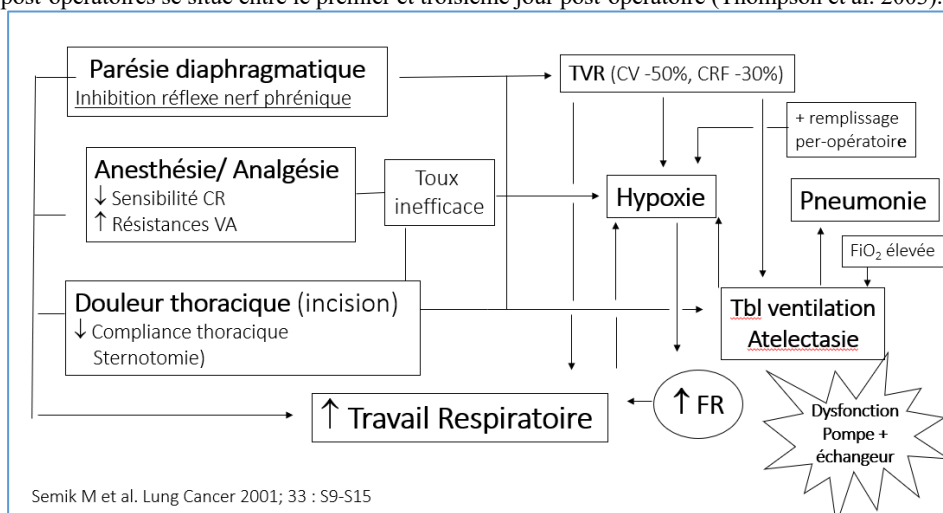 post-opératoires se situe entre le premier et troisième jour post-opératoire (Thompson et al. 2003).
Parésie diaphragmatique
Inhibition réflexe nerf phrénique
TVR (CV -50%, CRF -30%)
+ remplissage
per-opératoire
Anesthésie/ Analgésie
↓ Sensibilité CR
↑ Résistances VA
Toux
inefficace
Hypoxie
Pneumonie
FiO₂ élevée
Douleur thoracique (incision)
↓ Compliance thoracique
Sternotomie)
Tbl ventilation
Atelectasie
↑ Travail Respiratoire
↑ FR
Dysfonction
Pompe +
échangeur
Semik M et al. Lung Cancer 2001; 33 : S9-S15